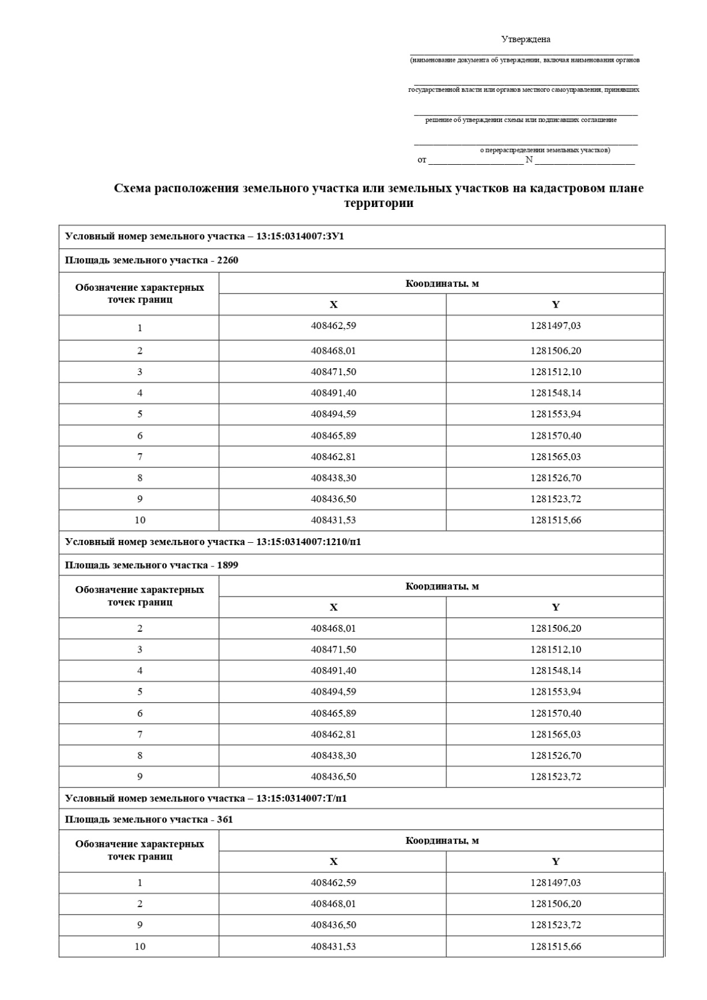 Утверждена
(наименование документа об утверждении, включая наименования органов
государственной власти или органов местного самоуправления, принявших
решение об утверждении схемы или подписавших соглашение
о перераспределении земельных участков)
от ____________________ N _____________________
Схема расположения земельного участка или земельных участков на кадастровом плане
территории
Условный номер земельного участка – 13:15:0314007:ЗУ1
Площадь земельного участка - 2260
Обозначение характерных точек границ Координаты, м
X Y
1 408462,59 1281497,03
2 408468,01 1281506,20
3 408471,50 1281512,10
4 408491,40 1281548,14
5 408494,59 1281553,94
6 408465,89 1281570,40
7 408462,81 1281565,03
8 408438,30 1281526,70
9 408436,50 1281523,72
10 408431,53 1281515,66
Условный номер земельного участка – 13:15:0314007:1210/п1
Площадь земельного участка - 1899
Обозначение характерных точек границ Координаты, м
X Y
2 408468,01 1281506,20
3 408471,50 1281512,10
4 408491,40 1281548,14
5 408494,59 1281553,94
6 408465,89 1281570,40
7 408462,81 1281565,03
8 408438,30 1281526,70
9 408436,50 1281523,72
Условный номер земельного участка – 13:15:0314007:Т/п1
Площадь земельного участка - 361
Обозначение характерных точек границ Координаты, м
X Y
1 408462,59 1281497,03
2 408468,01 1281506,20
9 408436,50 1281523,72
10 408431,53 1281515,66